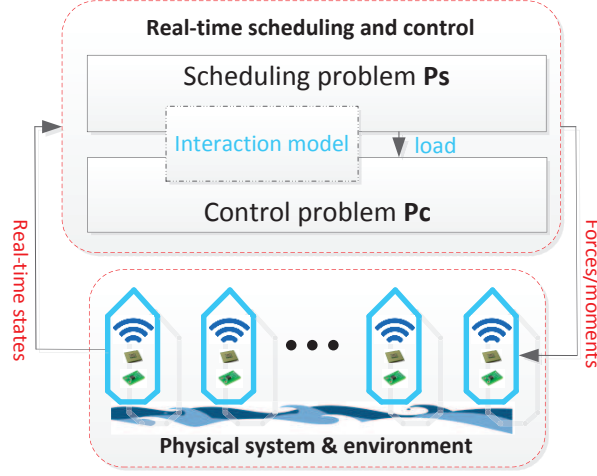 Real-time scheduling and control
Scheduling problem Ps
Interaction model
load
Control problem Pc
Real-time states
Forces/moments
Physical system & environment